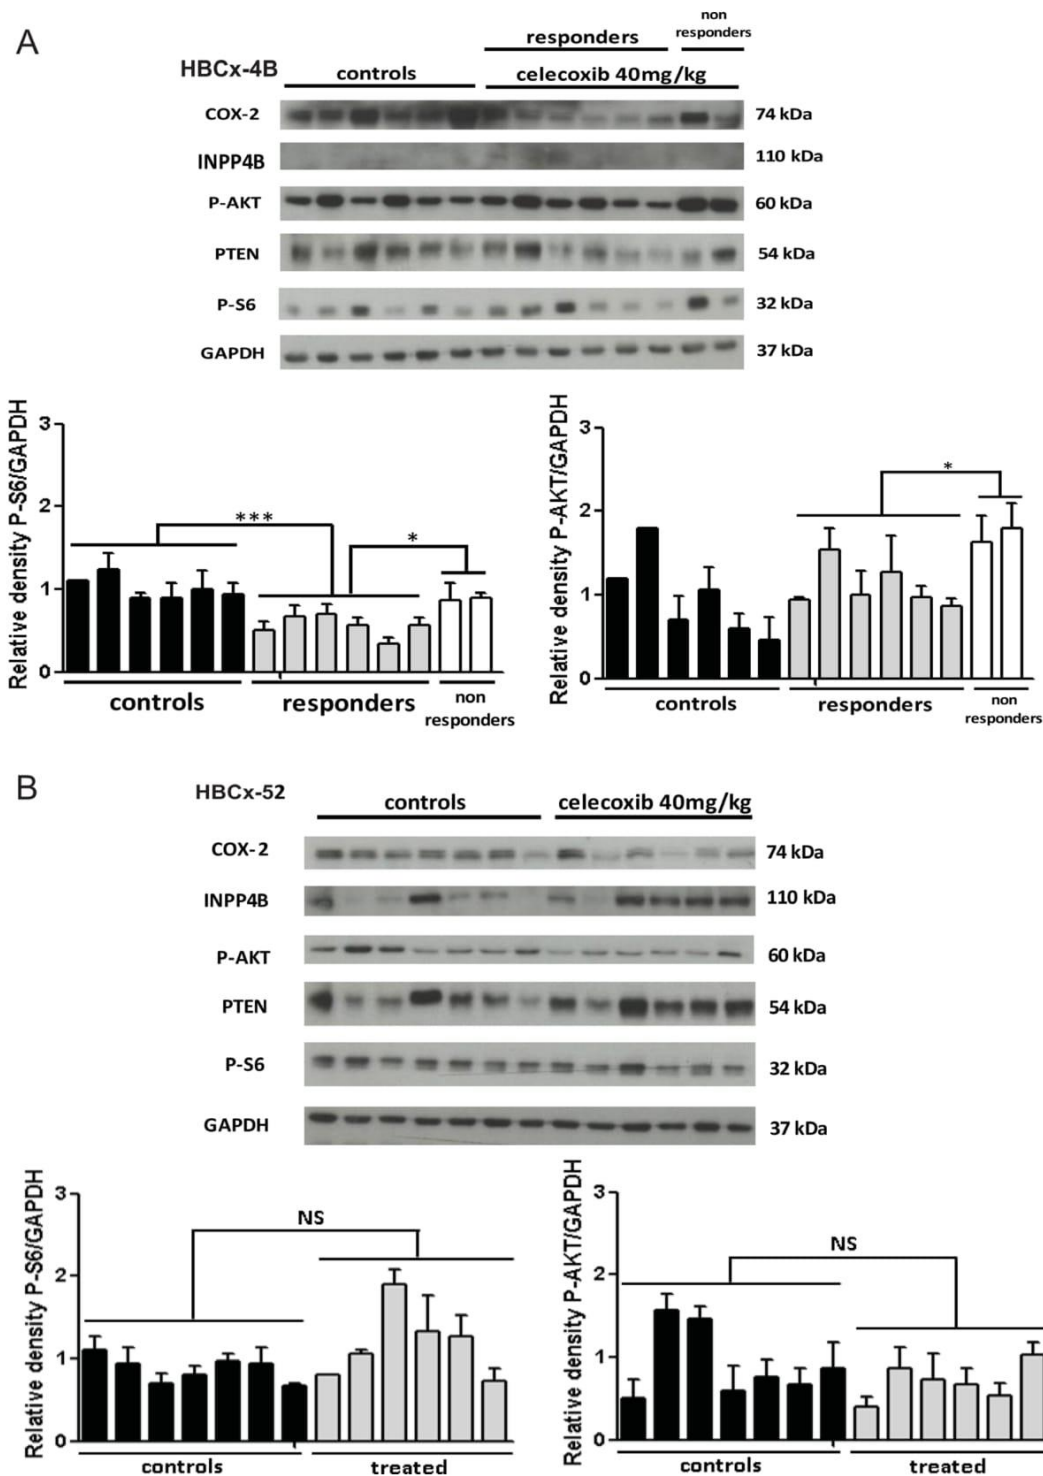 A
non
responders
responders
HBCx-4B
controls
celecoxib 40mg/kg
COX-2
74 kDa
INPP4B
110 kDa
P-AKT
60 kDa
PTEN
54 kDa
P-S6
32 kDa
GAPDH
37 kDa
Relative density P-S6/GAPDH
3
2
1
0
***
*
controls
responders
non
responders
Relative density P-AKT/GAPDH
3
2
1
0
*
controls
responders
non
responders
B
HBCx-52
controls
celecoxib 40mg/kg
COX-2
74 kDa
INPP4B
110 kDa
P-AKT
60 kDa
PTEN
54 kDa
P-S6
32 kDa
GAPDH
37 kDa
Relative density P-S6/GAPDH
3
2
1
0
NS
controls
treated
Relative density P-AKT/GAPDH
3
2
1
0
NS
controls
treated